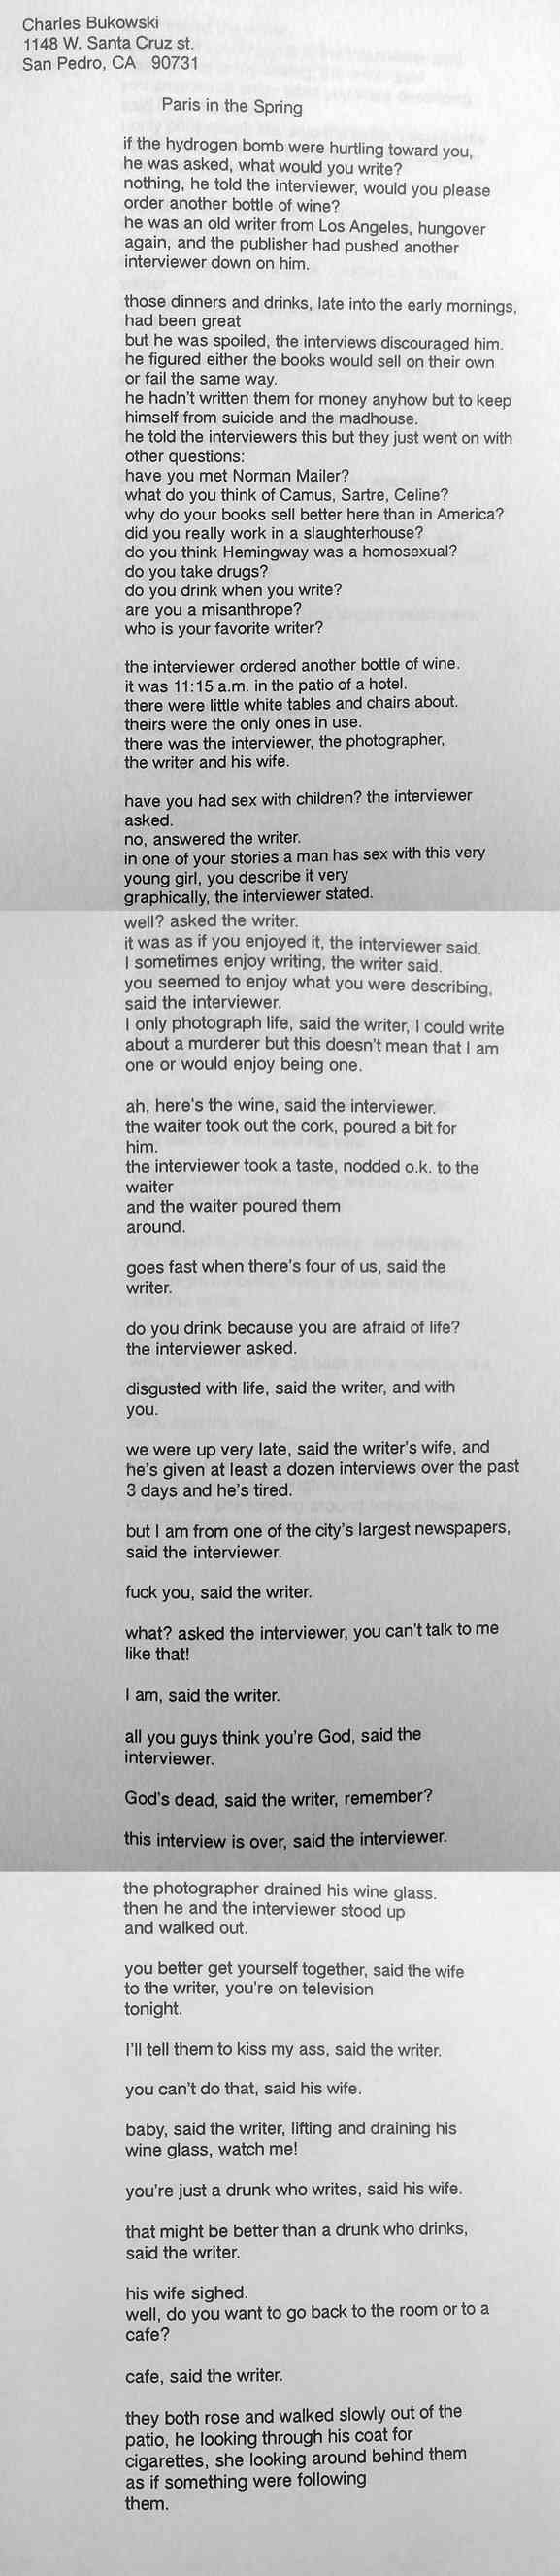 Charles Bukowski
1148 W. Santa Cruz st.
San Pedro, CA 90731
Paris in the Spring
if the hydrogen bomb were hurtling toward you,
he was asked, what would you write?
nothing, he told the interviewer, would you please
order another bottle of wine?
he was an old writer from Los Angeles, hungover
again, and the publisher had pushed another
interviewer down on him.
those dinners and drinks, late into the early mornings,
had been great
but he was spoiled, the interviews discouraged him.
he figured either the books would sell on their own
or fail the same way.
he hadn't written them for money anyhow but to keep
himself from suicide and the madhouse.
he told the interviewers this but they just went on with
other questions:
have you met Norman Mailer?
what do you think of Camus, Sartre, Celine?
why do your books sell better here than in America?
did you really work in a slaughterhouse?
do you think Hemingway was a homosexual?
do you take drugs?
do you drink when you write?
are you a misanthrope?
who is your favorite writer?
the interviewer ordered another bottle of wine.
it was 11:15 a.m. in the patio of a hotel.
there were little white tables and chairs about.
theirs were the only ones in use.
there was the interviewer, the photographer,
the writer and his wife.
have you had sex with children? the interviewer
asked.
no, answered the writer.
in one of your stories a man has sex with this very
young girl, you describe it very
graphically, the interviewer stated.
well? asked the writer.
it was as if you enjoyed it, the interviewer said.
I sometimes enjoy writing, the writer said.
you seemed to enjoy what you were describing,
said the interviewer.
I only photograph life, said the writer, I could write
about a murderer but this doesn't mean that I am
one or would enjoy being one.
ah, here's the wine, said the interviewer.
the waiter took out the cork, poured a bit for
him.
the interviewer took a taste, nodded o.k. to the
waiter
and the waiter poured them
around.
goes fast when there's four of us, said the
writer.
do you drink because you are afraid of life?
the interviewer asked.
disgusted with life, said the writer, and with
you.
we were up very late, said the writer's wife, and
he's given at least a dozen interviews over the past
3 days and he's tired.
but I am from one of the city's largest newspapers,
said the interviewer.
fuck you, said the writer.
what? asked the interviewer, you can't talk to me
like that!
I am, said the writer.
all you guys think you're God, said the
interviewer.
God's dead, said the writer, remember?
this interview is over, said the interviewer.
the photographer drained his wine glass.
then he and the interviewer stood up
and walked out.
you better get yourself together, said the wife
to the writer, you're on television
tonight.
I'll tell them to kiss my ass, said the writer.
you can't do that, said his wife.
baby, said the writer, lifting and draining his
wine glass, watch me!
you're just a drunk who writes, said his wife.
that might be better than a drunk who drinks,
said the writer.
his wife sighed.
well, do you want to go back to the room or to a
cafe?
cafe, said the writer.
they both rose and walked slowly out of the
patio, he looking through his coat for
cigarettes, she looking around behind them
as if something were following
them.